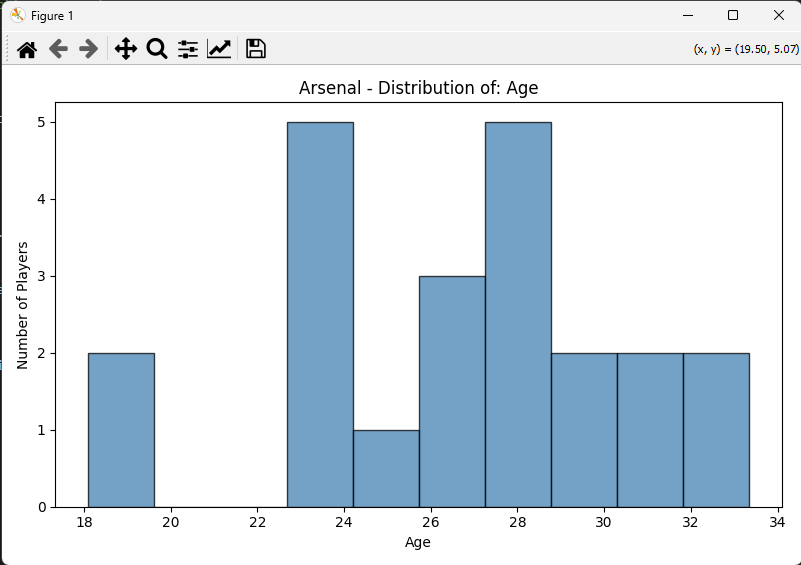 Figure 1
(x, y) = (19.50, 5.07)
Arsenal - Distribution of: Age
5
4
3
2
1
0
Number of Players
18 20 22 24 26 28 30 32 34
Age